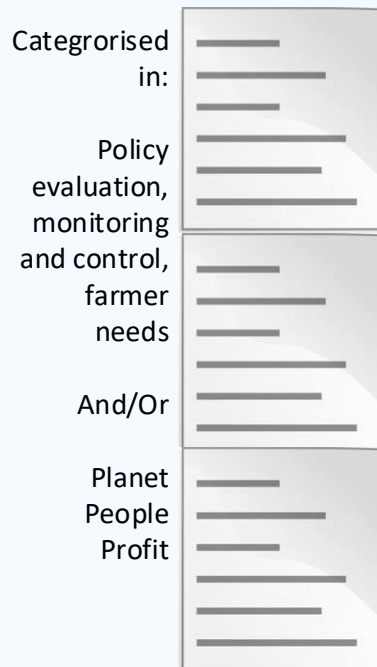 Categrorised
in:
Policy
evaluation,
monitoring
and control,
farmer
needs
And/Or
Planet
People
Profit